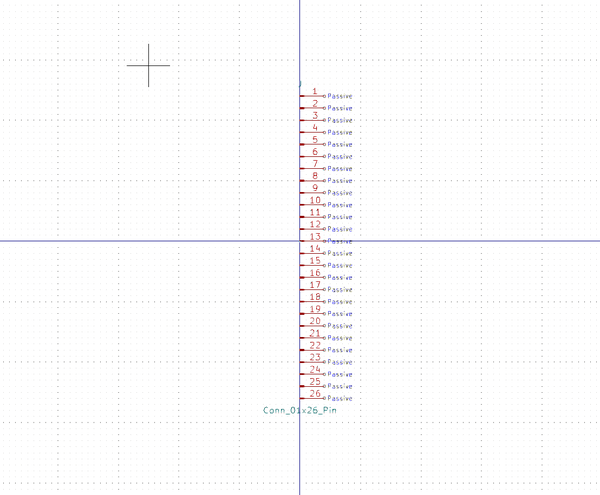 J
1 Passive
2 Passive
3 Passive
4 Passive
5 Passive
6 Passive
7 Passive
8 Passive
9 Passive
10 Passive
11 Passive
12 Passive
13 Passive
14 Passive
15 Passive
16 Passive
17 Passive
18 Passive
19 Passive
20 Passive
21 Passive
22 Passive
23 Passive
24 Passive
25 Passive
26 Passive
Conn_01x26_Pin